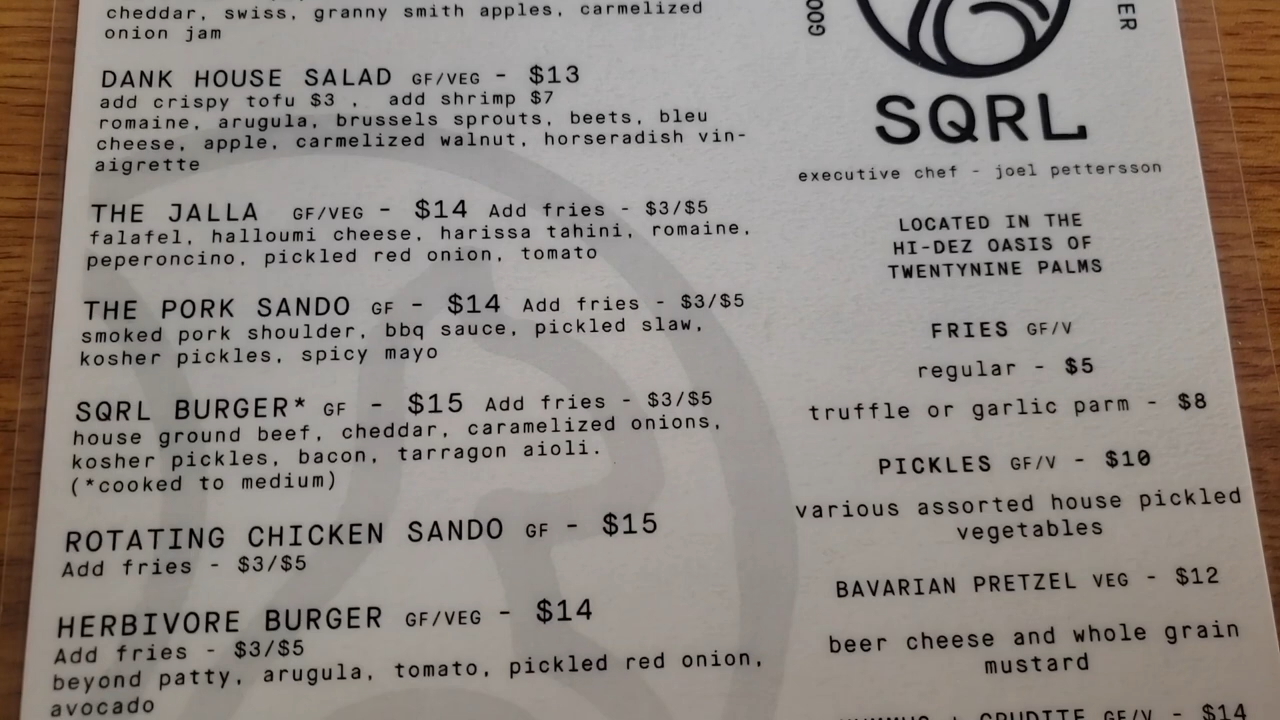 cheddar, swiss, granny smith apples, carmelized
onion jam
DANK HOUSE SALAD GF/VEG - $13
add crispy tofu $3 , add shrimp $7
romaine, arugula, brussels sprouts, beets, bleu
cheese, apple, carmelized walnut, horseradish vin-
aigrette
THE JALLA GF/VEG - $14 Add fries - $3/$5
falafel, halloumi cheese, harissa tahini, romaine,
peperoncino, pickled red onion, tomato
THE PORK SANDO GF - $14 Add fries - $3/$5
smoked pork shoulder, bbq sauce, pickled slaw,
kosher pickles, spicy mayo
SQRL BURGER* GF - $15 Add fries - $3/$5
house ground beef, cheddar, caramelized onions,
kosher pickles, bacon, tarragon aioli.
(*cooked to medium)
ROTATING CHICKEN SANDO GF - $15
Add fries - $3/$5
HERBIVORE BURGER GF/VEG - $14
Add fries - $3/$5
beyond patty, arugula, tomato, pickled red onion,
avocado
SQRL
executive chef - joel pettersson
LOCATED IN THE
HI-DEZ OASIS OF
TWENTYNINE PALMS
FRIES GF/V
regular - $5
truffle or garlic parm - $8
PICKLES GF/V - $10
various assorted house pickled
vegetables
BAVARIAN PRETZEL VEG - $12
beer cheese and whole grain
mustard
CRUDITE GF/V - $14